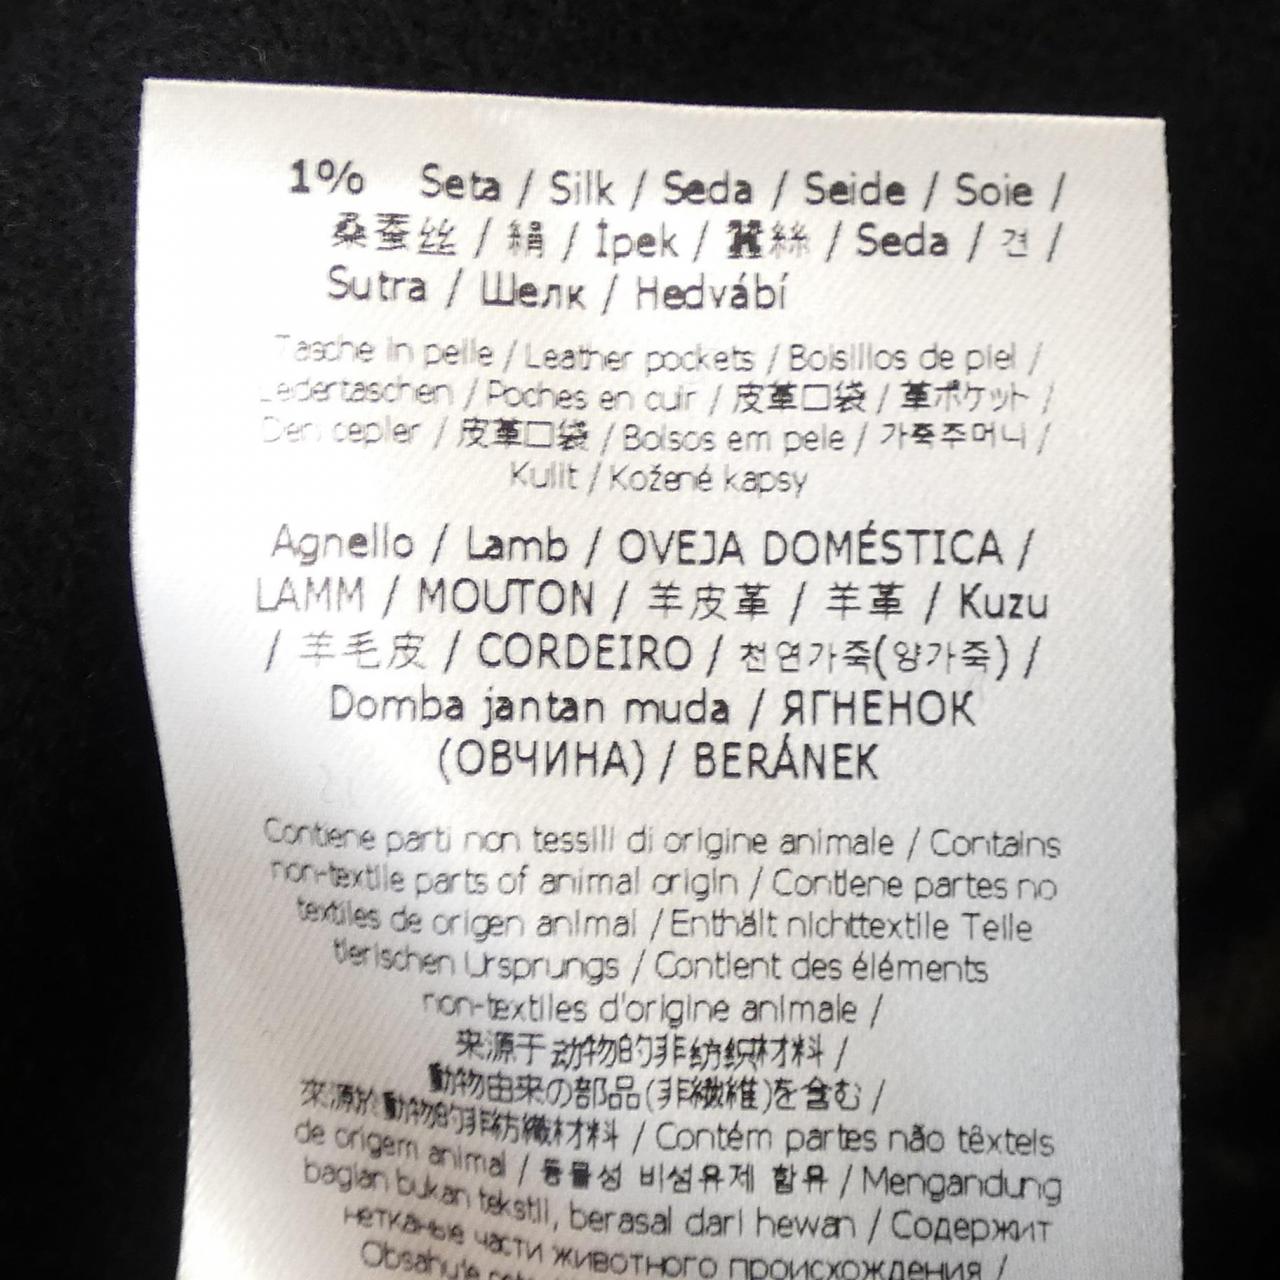 1% Seta / Silk / Seda / Seide / Soie /
桑蚕丝 / 絹 / İpek / 蠶絲 / Seda / 견 /
Sutra / Шелк / Hedvábí
Tasche in pelle / Leather pockets / Bolsillos de piel /
Ledertaschen / Poches en cuir / 皮革口袋 / 革ポケット /
Deri cepler / 皮革口袋 / Bolsos em pele / 가죽주머니 /
Kulit / Kožené kapsy
Agnello / Lamb / OVEJA DOMÉSTICA /
LAMM / MOUTON / 羊皮革 / 羊革 / Kuzu
/ 羊毛皮 / CORDEIRO / 천연가죽(양가죽) /
Domba jantan muda / ЯГНЕНОК
(ОВЧИНА) / BERÁNEK
Contiene parti non tessili di origine animale / Contains
non-textile parts of animal origin / Contiene partes no
textiles de origen animal / Enthält nichttextile Teile
tierischen Ursprungs / Contient des éléments
non-textiles d'origine animale /
来源于动物的非纺织材料 /
動物由来の部品(非繊維)を含む /
來源於動物的非紡織材料 / Contém partes não têxteis
de origem animal / 동물성 비섬유제 함유 / Mengandung
bagian bukan tekstil, berasal dari hewan / Содержит
нетканые части животного происхождения /
Obsahuje